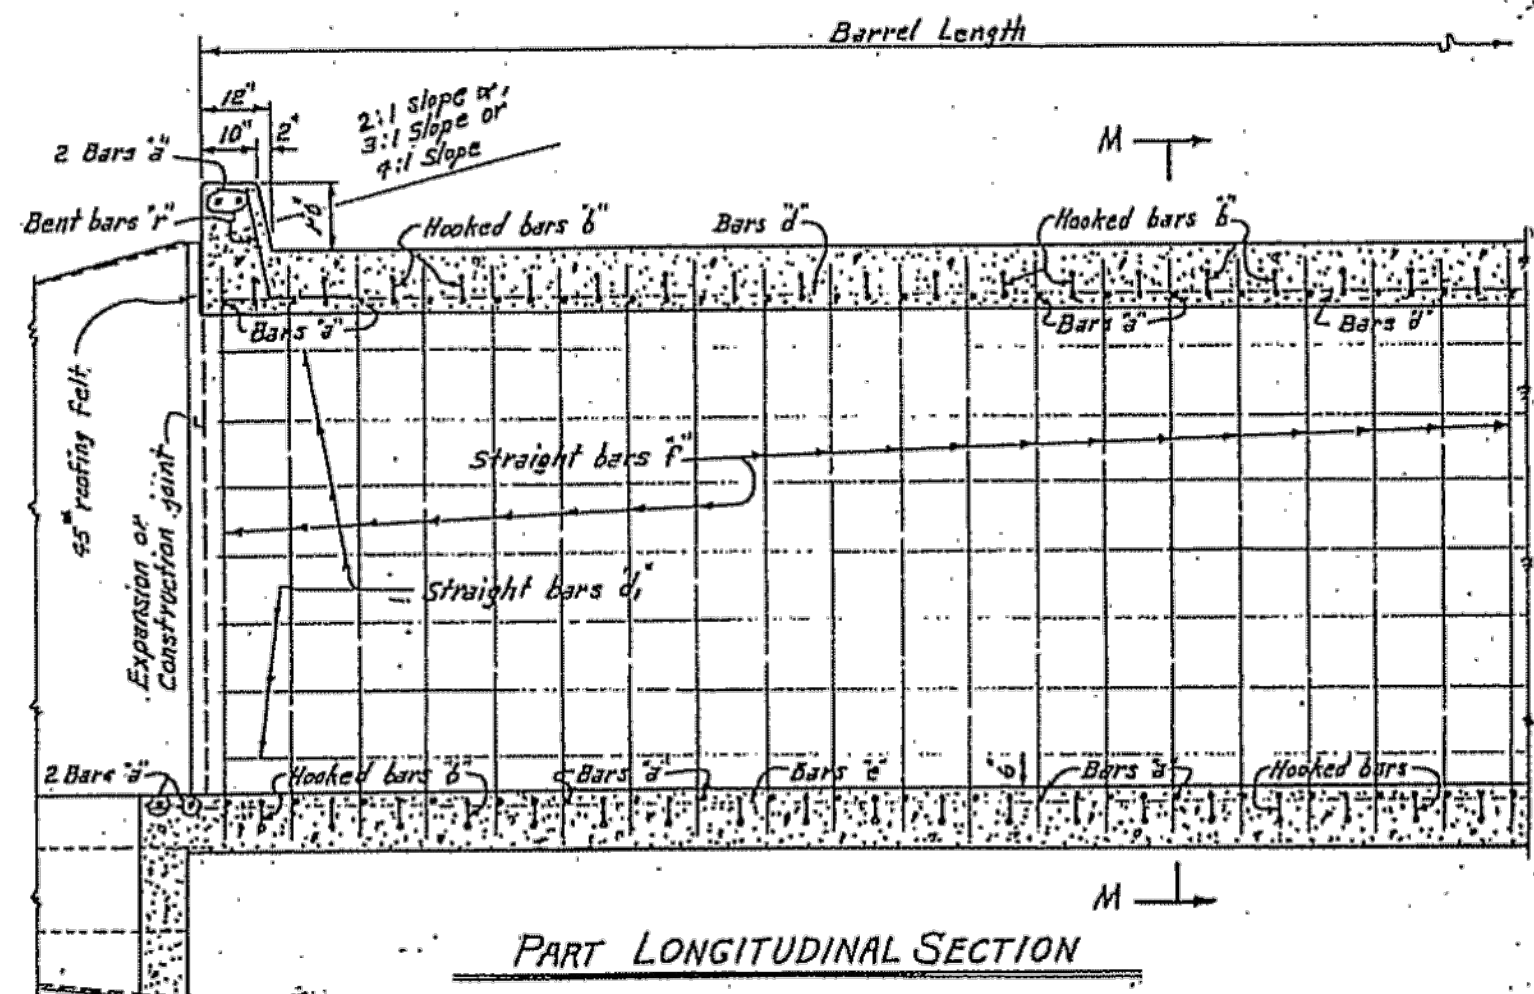 Barrel Length
12"
10" 2"
2:1 slope or,
3:1 slope or
4:1 slope
2 Bars "a"
Bent bars "r"
Hooked bars "b"
Bars "d"
Hooked bars "b"
M
Bars "a"
Bars "a"
Bars "d"
45# roofing felt
Expansion or
Construction joint
Straight bars "f"
Straight bars "d1"
2 Bars "a"
Hooked bars "b"
Bars "a"
Bars "e"
Bars "a"
Hooked bars
M
PART LONGITUDINAL SECTION